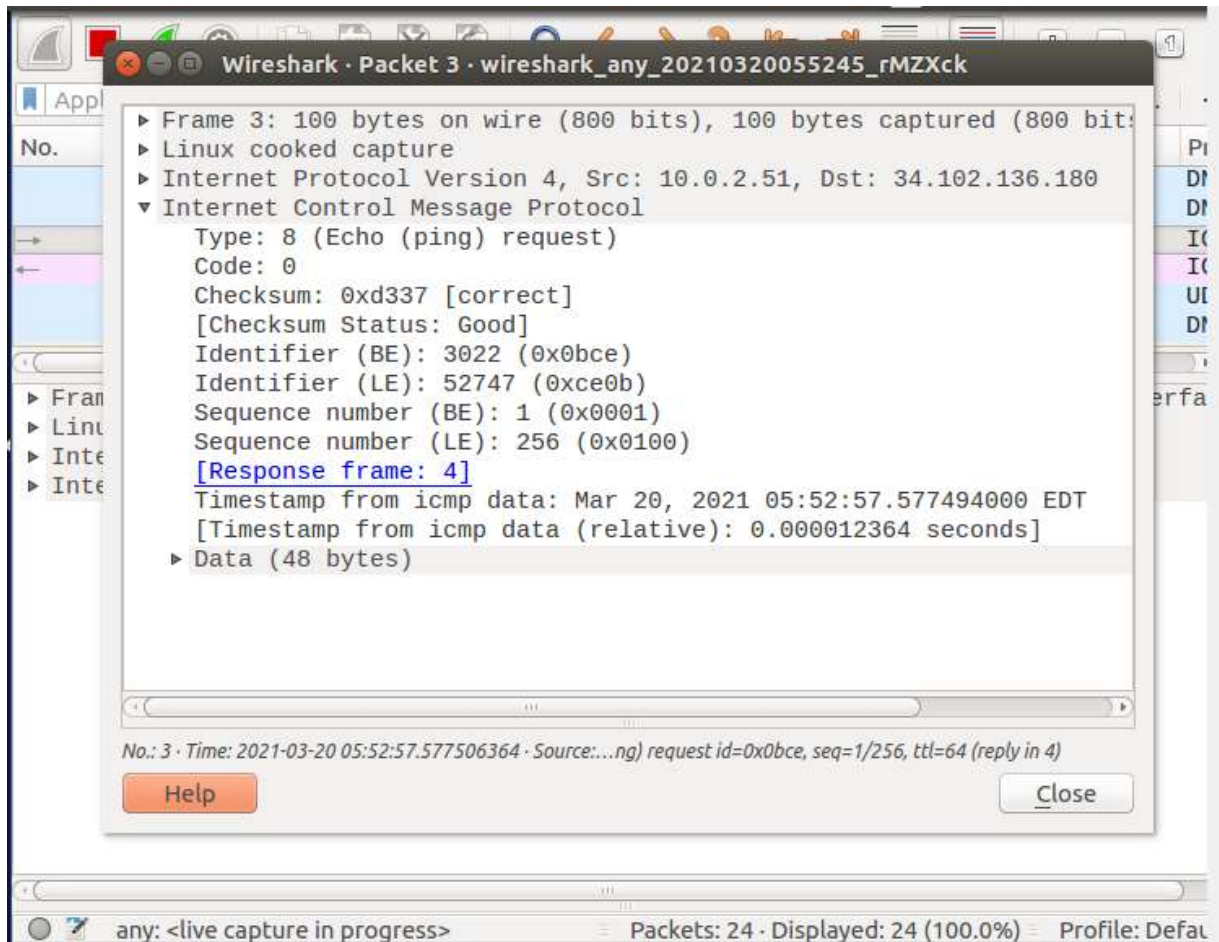 Wireshark · Packet 3 · wireshark_any_20210320055245_rMZXck
Appl
No.
▸ Frame 3: 100 bytes on wire (800 bits), 100 bytes captured (800 bits
▸ Linux cooked capture
▸ Internet Protocol Version 4, Src: 10.0.2.51, Dst: 34.102.136.180
▾ Internet Control Message Protocol
Type: 8 (Echo (ping) request)
Code: 0
Checksum: 0xd337 [correct]
[Checksum Status: Good]
Identifier (BE): 3022 (0x0bce)
Identifier (LE): 52747 (0xce0b)
Sequence number (BE): 1 (0x0001)
Sequence number (LE): 256 (0x0100)
[Response frame: 4]
Timestamp from icmp data: Mar 20, 2021 05:52:57.577494000 EDT
[Timestamp from icmp data (relative): 0.000012364 seconds]
▸ Data (48 bytes)
▸ Fram
▸ Linu
▸ Inte
▸ Inte
erfa
No.: 3 · Time: 2021-03-20 05:52:57.577506364 · Source:…ng) request id=0x0bce, seq=1/256, ttl=64 (reply in 4)
Help
Close
any: <live capture in progress>
Packets: 24 · Displayed: 24 (100.0%)
Profile: Defau